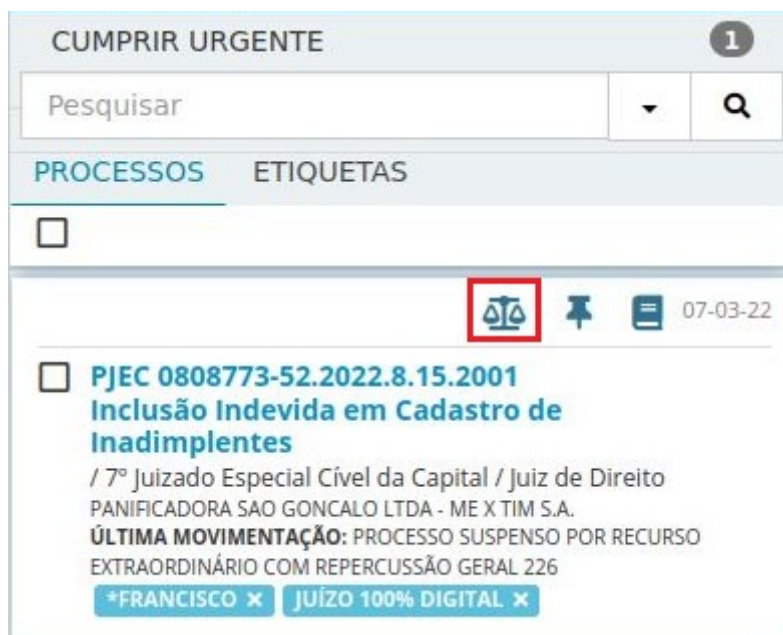 CUMPRIR URGENTE 1
Pesquisar
PROCESSOS ETIQUETAS
07-03-22
PJEC 0808773-52.2022.8.15.2001
Inclusão Indevida em Cadastro de
Inadimplentes
/ 7º Juizado Especial Cível da Capital / Juiz de Direito
PANIFICADORA SAO GONCALO LTDA - ME X TIM S.A.
ÚLTIMA MOVIMENTAÇÃO: PROCESSO SUSPENSO POR RECURSO
EXTRAORDINÁRIO COM REPERCUSSÃO GERAL 226
*FRANCISCO × JUÍZO 100% DIGITAL ×